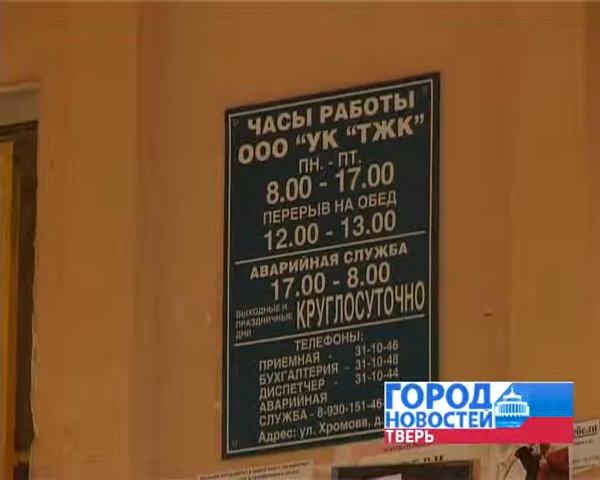 ЧАСЫ РАБОТЫ
ООО "УК "ТЖК"
ПН. - ПТ.
8.00 - 17.00
ПЕРЕРЫВ НА ОБЕД
12.00 - 13.00
АВАРИЙНАЯ СЛУЖБА
17.00 - 8.00
ВЫХОДНЫЕ И
ПРАЗДНИЧНЫЕ
ДНИ
КРУГЛОСУТОЧНО
ТЕЛЕФОНЫ:
ПРИЕМНАЯ - 31-10-46
БУХГАЛТЕРИЯ - 31-10-48
ДИСПЕТЧЕР - 31-10-44
АВАРИЙНАЯ
СЛУЖБА - 8-930-151-46-
Адрес: ул. Хромова, д.
ГОРОД
НОВОСТЕЙ
ТВЕРЬ